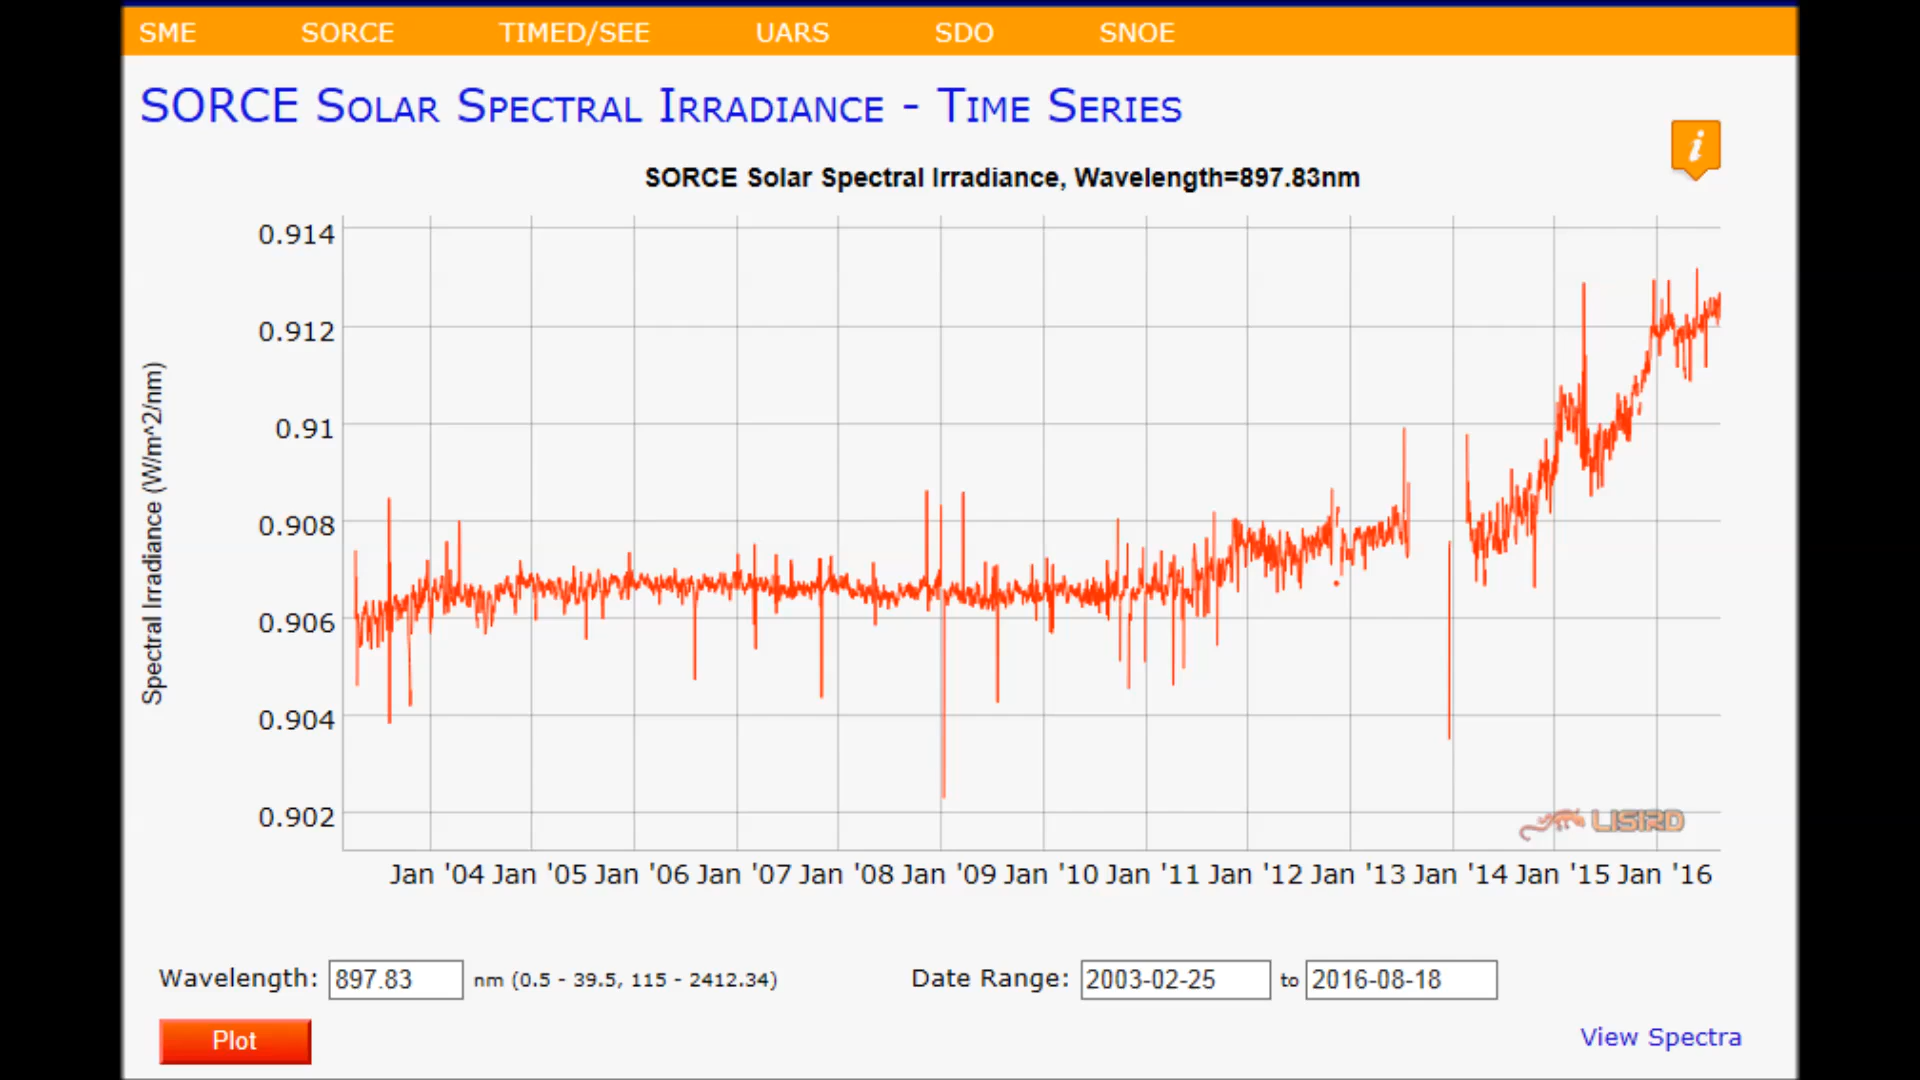 SME SORCE TIMED/SEE UARS SDO SNOE
SORCE Solar Spectral Irradiance - Time Series
i
SORCE Solar Spectral Irradiance, Wavelength=897.83nm
Spectral Irradiance (W/m^2/nm)
0.914
0.912
0.91
0.908
0.906
0.904
0.902
LISIRD
Jan '04 Jan '05 Jan '06 Jan '07 Jan '08 Jan '09 Jan '10 Jan '11 Jan '12 Jan '13 Jan '14 Jan '15 Jan '16
Wavelength: 897.83 nm (0.5 - 39.5, 115 - 2412.34) Date Range: 2003-02-25 to 2016-08-18
Plot
View Spectra